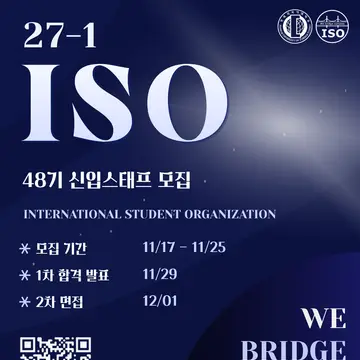 27-1
ISO
ISO
48기 신입스태프 모집
INTERNATIONAL STUDENT ORGANIZATION
* 모집 기간 11/17 - 11/25
* 1차 합격 발표 11/29
* 2차 면접 12/01
WE
BRIDGE